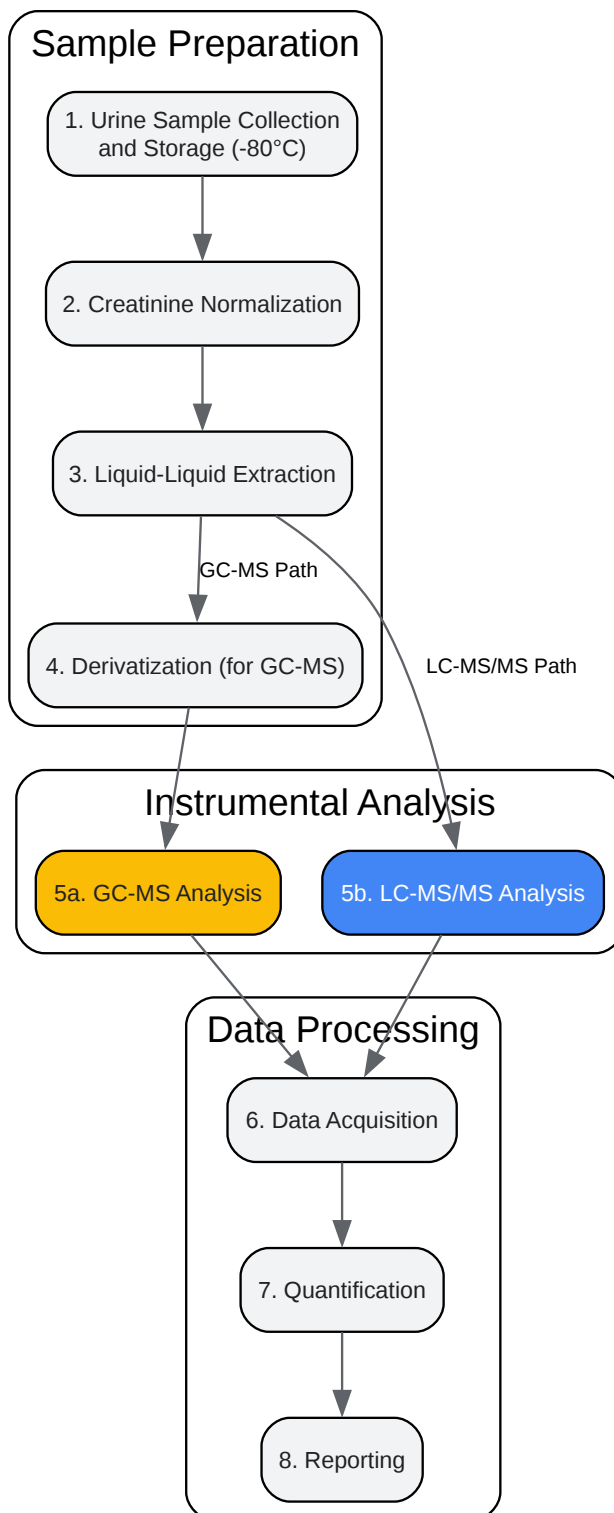 Sample Preparation
1. Urine Sample Collection
and Storage (-80°C)
2. Creatinine Normalization
3. Liquid-Liquid Extraction
GC-MS Path
4. Derivatization (for GC-MS)
LC-MS/MS Path
Instrumental Analysis
5a. GC-MS Analysis
5b. LC-MS/MS Analysis
Data Processing
6. Data Acquisition
7. Quantification
8. Reporting